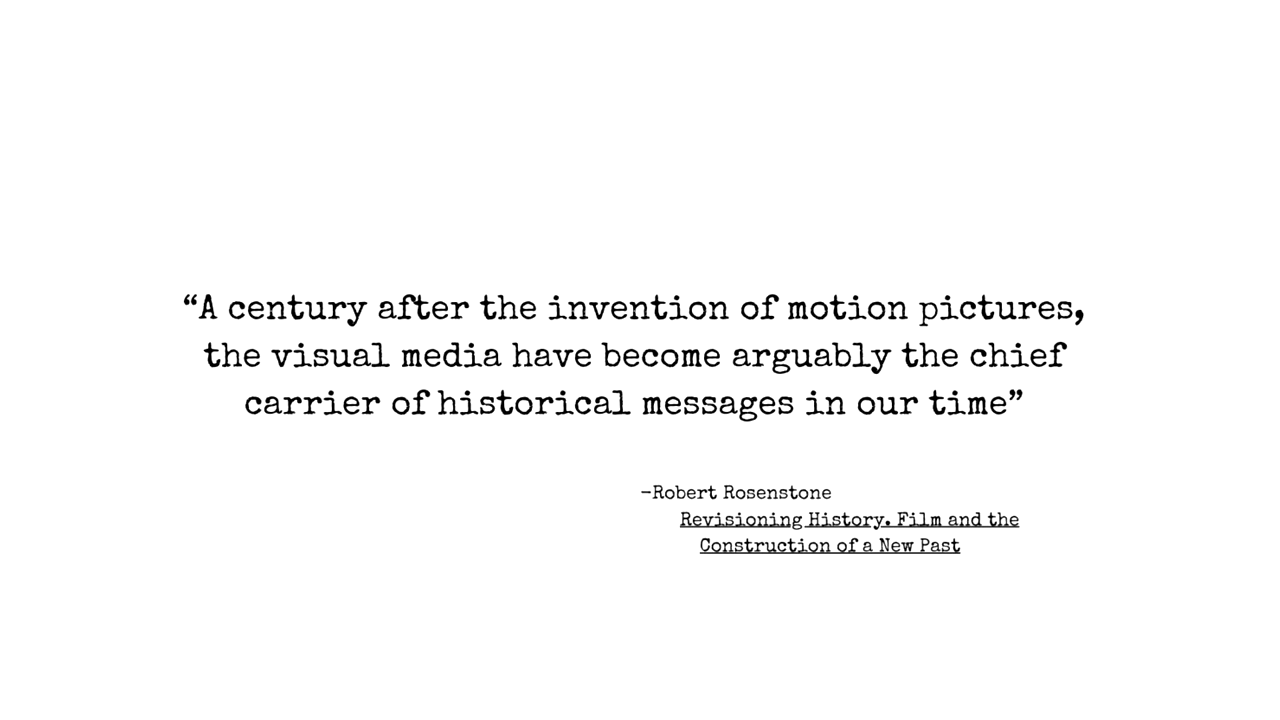 “A century after the invention of motion pictures,
the visual media have become arguably the chief
carrier of historical messages in our time”
–Robert Rosenstone
Revisioning History. Film and the
Construction of a New Past